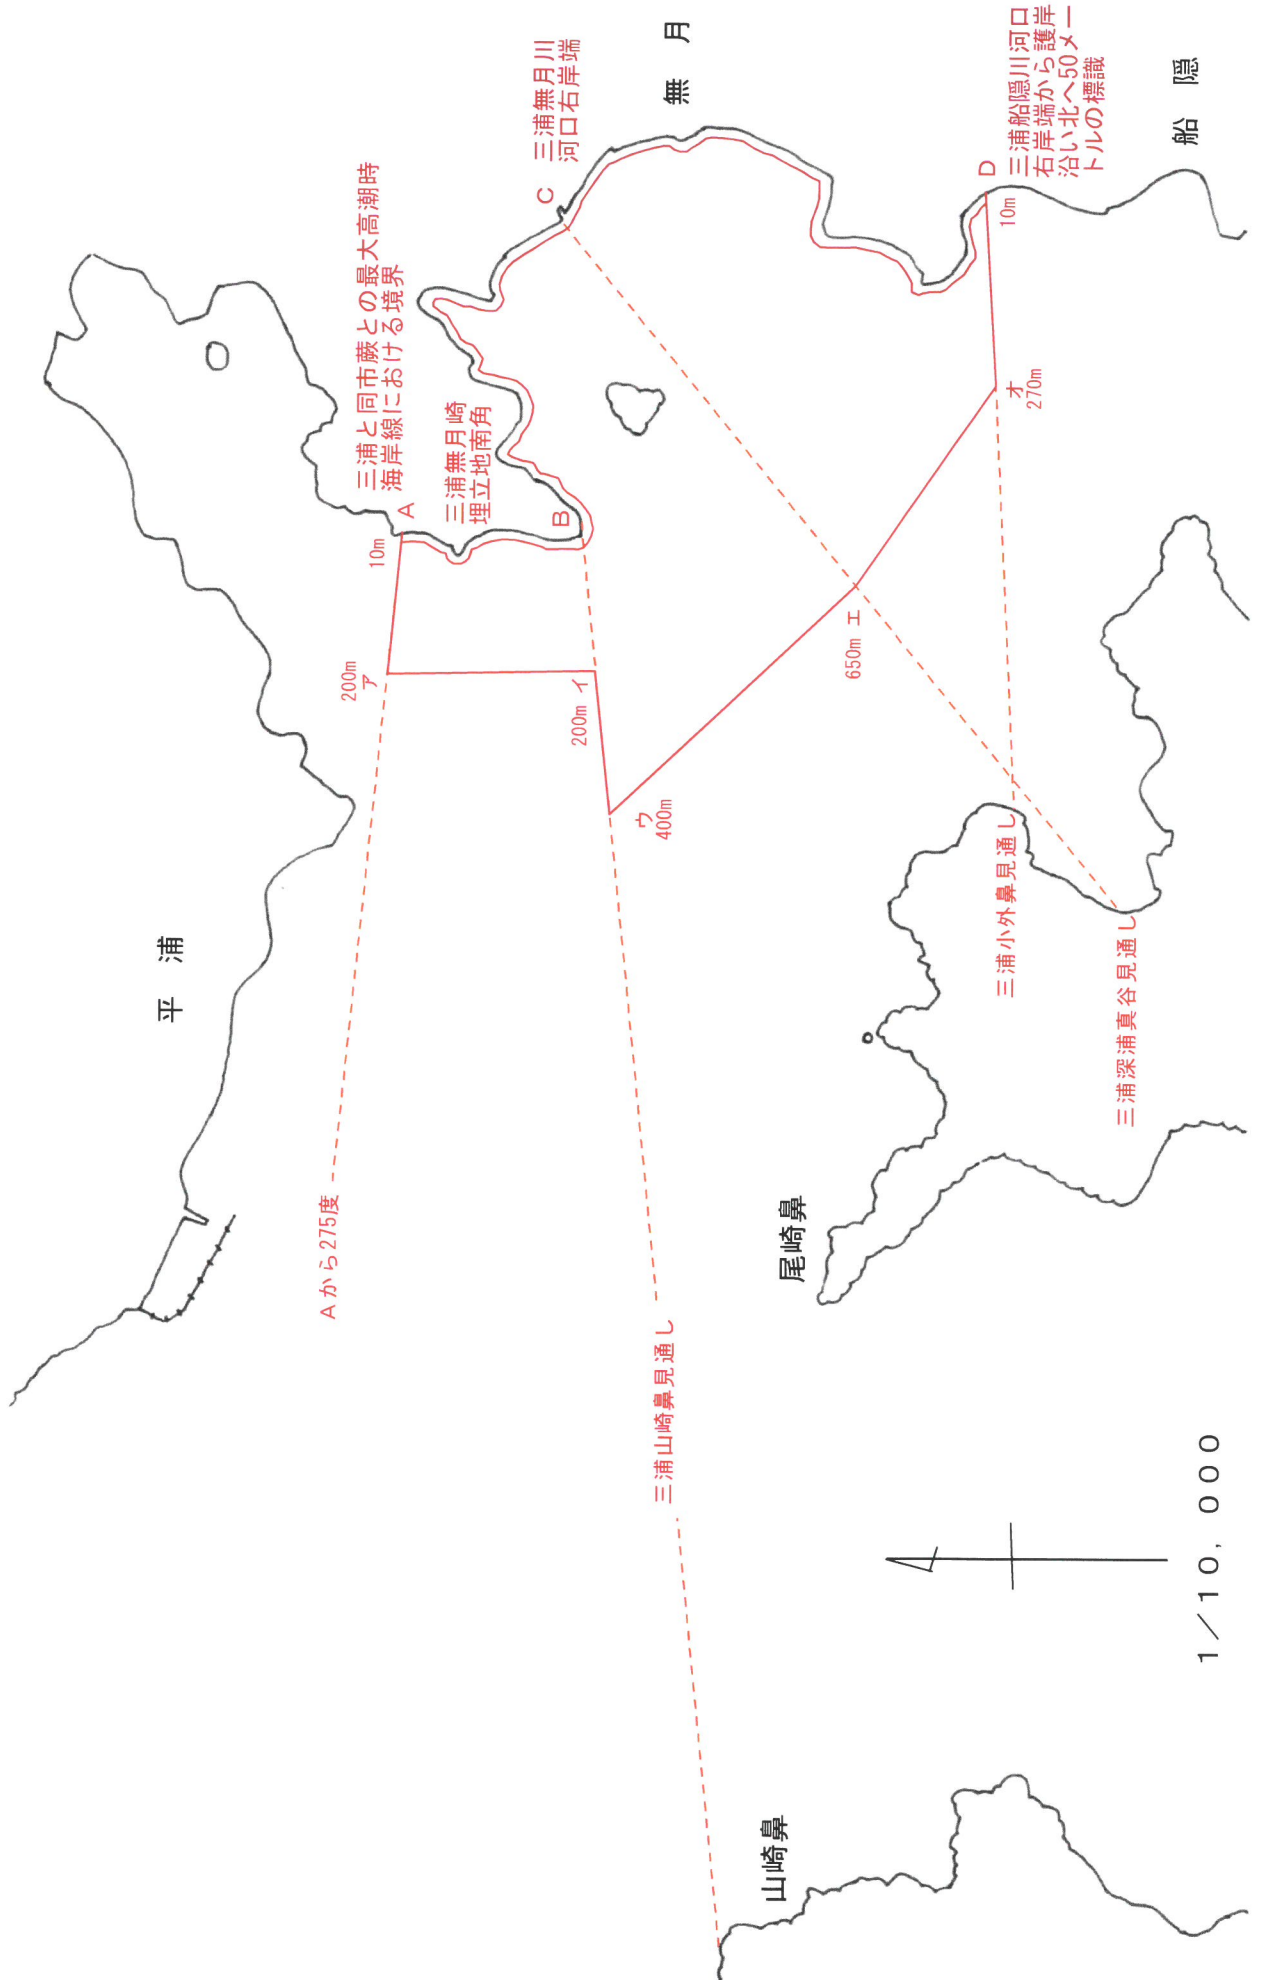 平　浦
三浦と同市蕨との最大高潮時
海岸線における境界
A
10m
200m
ア
Aから275度
三浦無月崎
埋立地南角
B
三浦無月川
河口右岸端
C
無　月
イ
200m
ウ
400m
三浦山崎鼻見通し
650m エ
オ
270m
D
10m
三浦船隠川河口
右岸端から護岸
沿い北へ50メー
トルの標識
船　隠
三浦小外鼻見通し
三浦深浦真谷見通し
尾崎鼻
山崎鼻
1／10，000